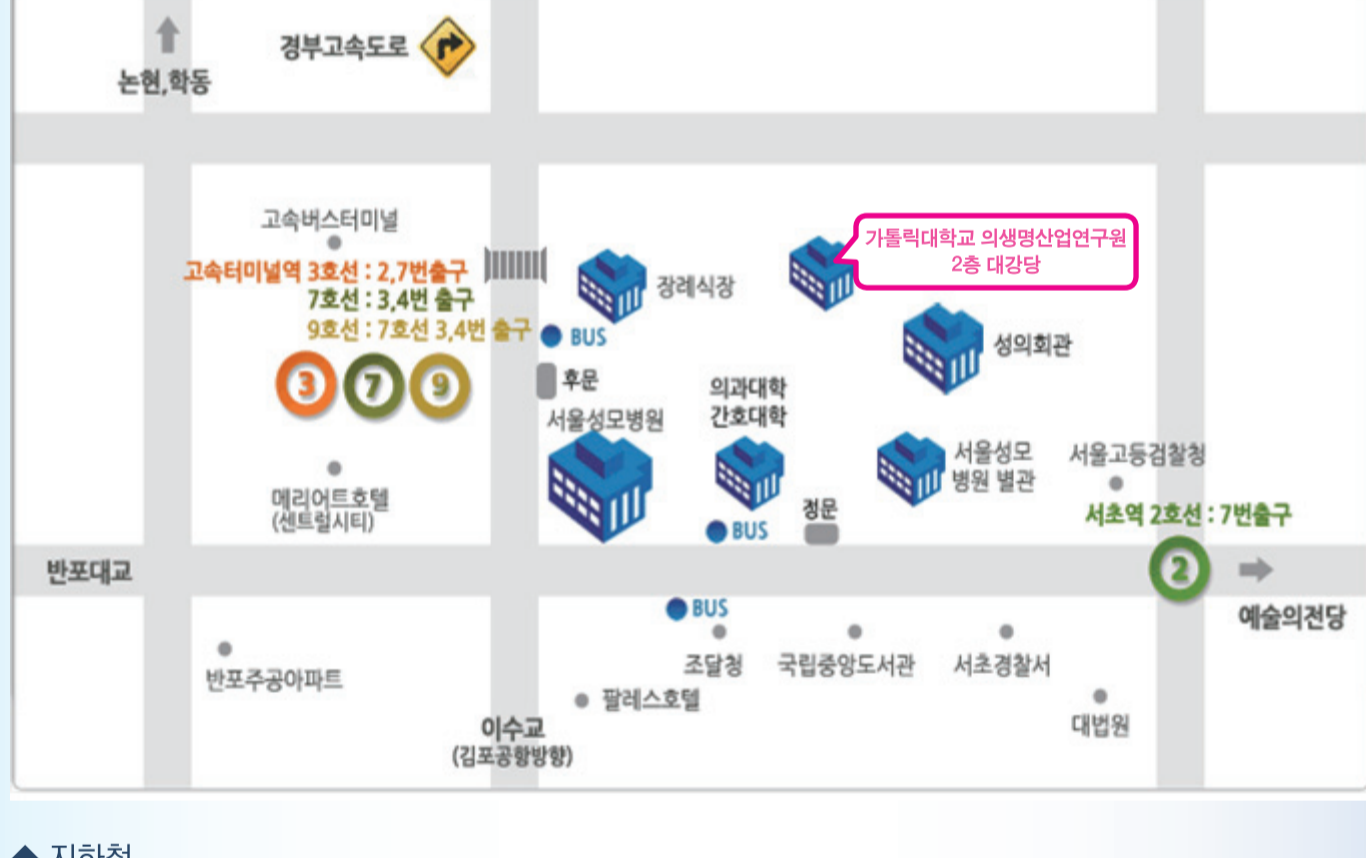 경부고속도로
논현,학동
고속버스터미널
고속터미널역 3호선 : 2,7번출구
7호선 : 3,4번 출구
9호선 : 7호선 3,4번 출구
3
7
9
가톨릭대학교 의생명산업연구원
2층 대강당
장례식장
BUS
후문
성의회관
의과대학
간호대학
서울성모병원
서울성모
병원 별관
서울고등검찰청
메리어트호텔
(센트럴시티)
정문
BUS
서초역 2호선 : 7번출구
반포대교
2
예술의전당
BUS
조달청
국립중앙도서관
서초경찰서
반포주공아파트
팔레스호텔
대법원
이수교
(김포공항방향)
◆ 지하철